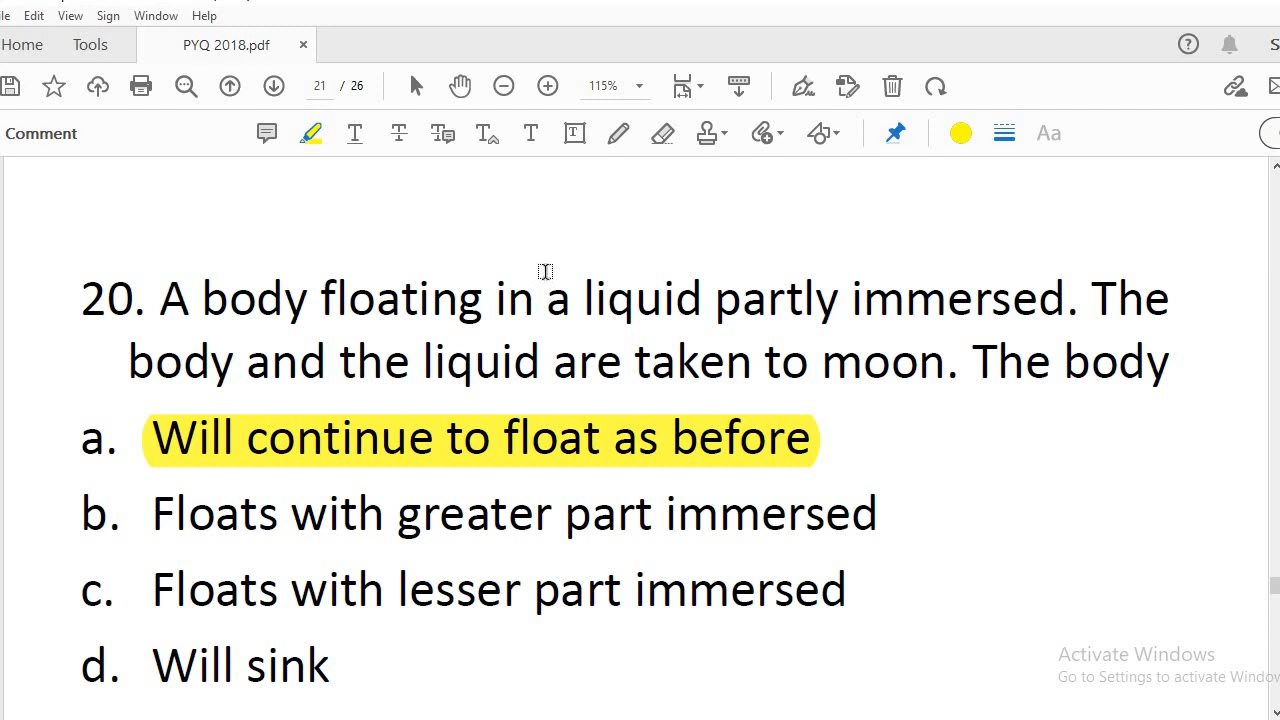 Edit View Sign Window Help
Home Tools PYQ 2018.pdf ×
21 / 26 115%
Comment Aa
20. A body floating in a liquid partly immersed. The
body and the liquid are taken to moon. The body
a. Will continue to float as before
b. Floats with greater part immersed
c. Floats with lesser part immersed
d. Will sink
Activate Windows
Go to Settings to activate